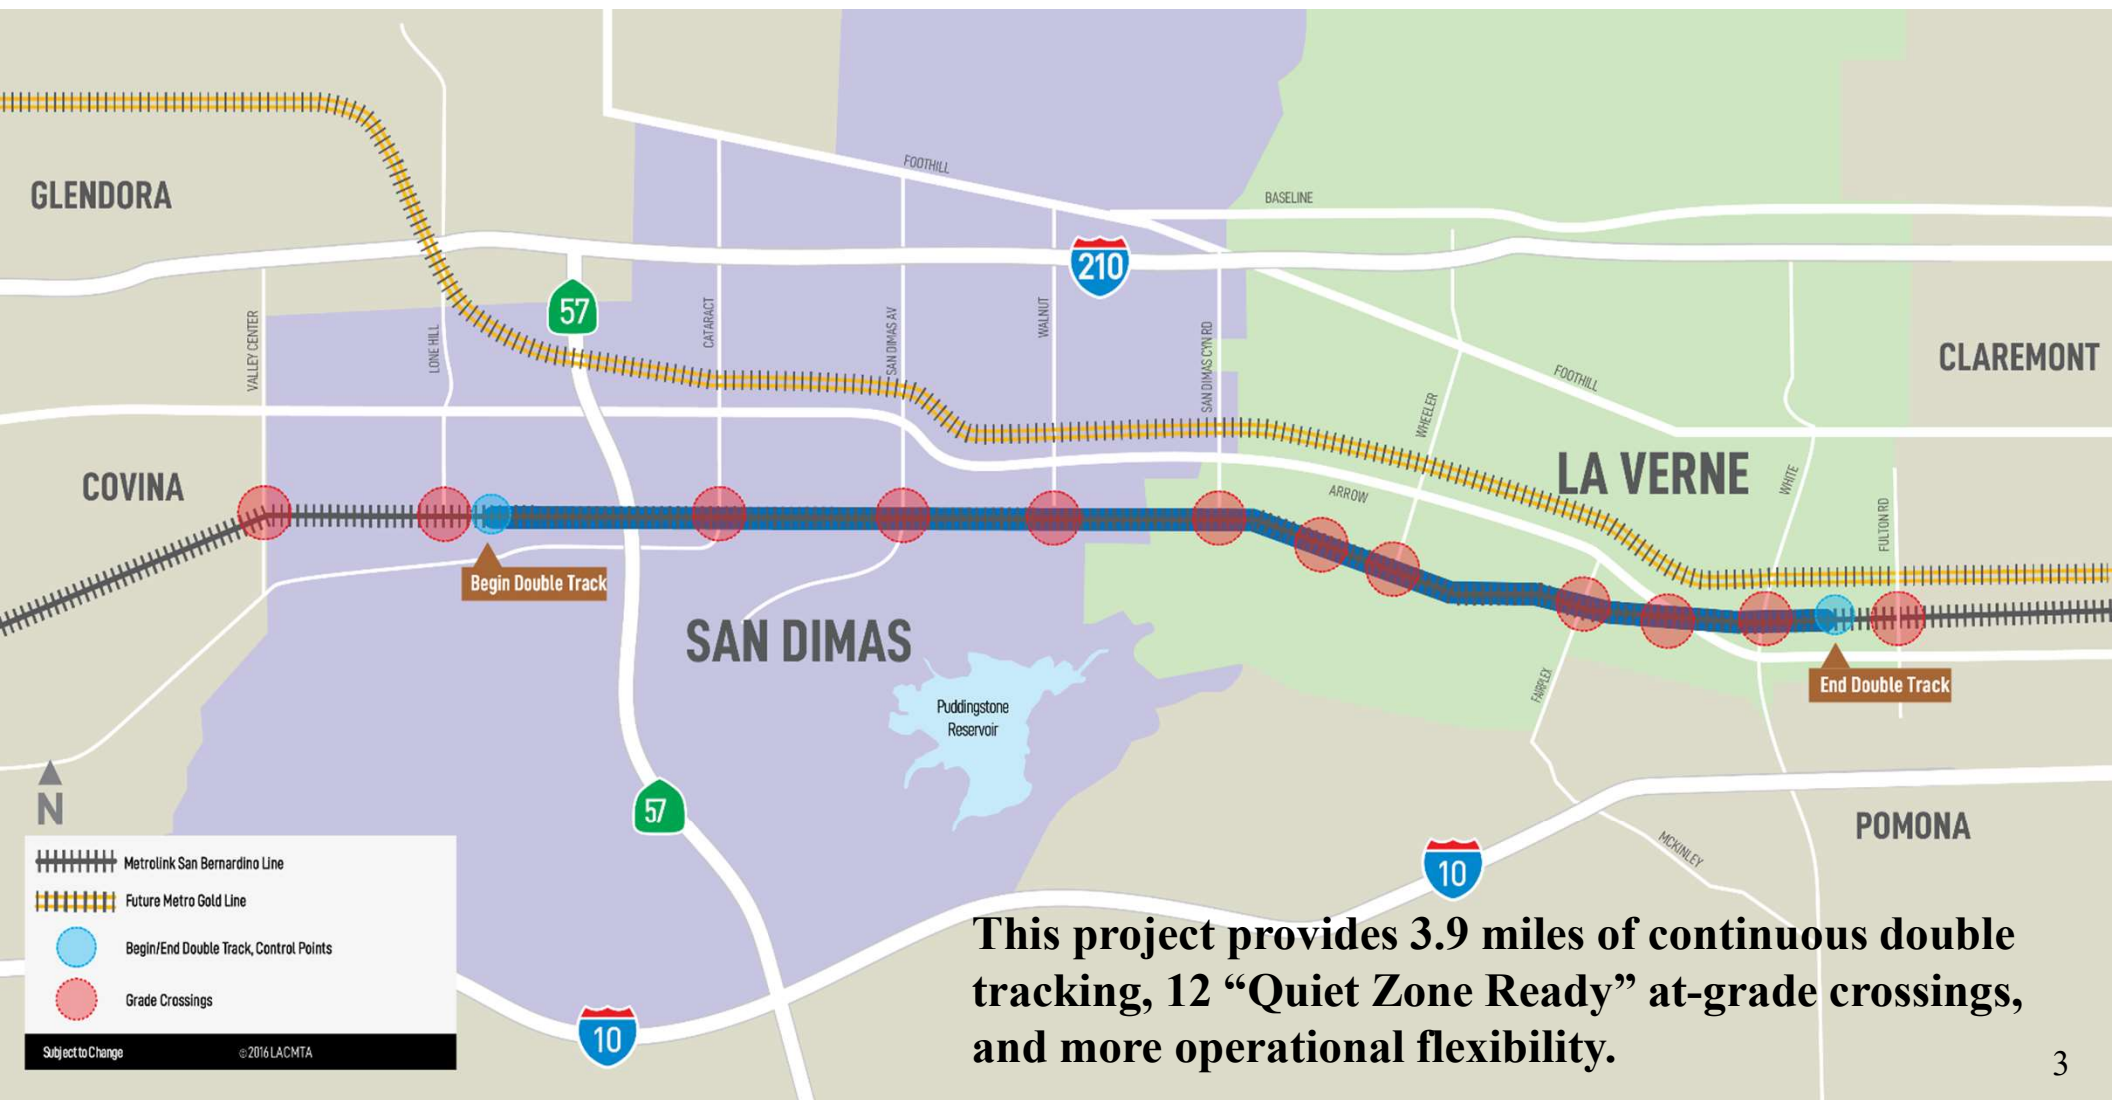 FOOTHILL
BASELINE
GLENDORA
210
57
VALLEY CENTER
LONE HILL
CATARACT
SAN DIMAS AV
WALNUT
SAN DIMAS CYN RD
WHEELER
FOOTHILL
CLAREMONT
COVINA
ARROW
LA VERNE
WHITE
FULTON RD
Begin Double Track
SAN DIMAS
FAIRPLEX
End Double Track
Puddingstone
Reservoir
N
57
POMONA
MCKINLEY
10
Metrolink San Bernardino Line
Future Metro Gold Line
Begin/End Double Track, Control Points
Grade Crossings
Subject to Change
©2016 LACMTA
10
This project provides 3.9 miles of continuous double
tracking, 12 “Quiet Zone Ready” at-grade crossings,
and more operational flexibility.
3